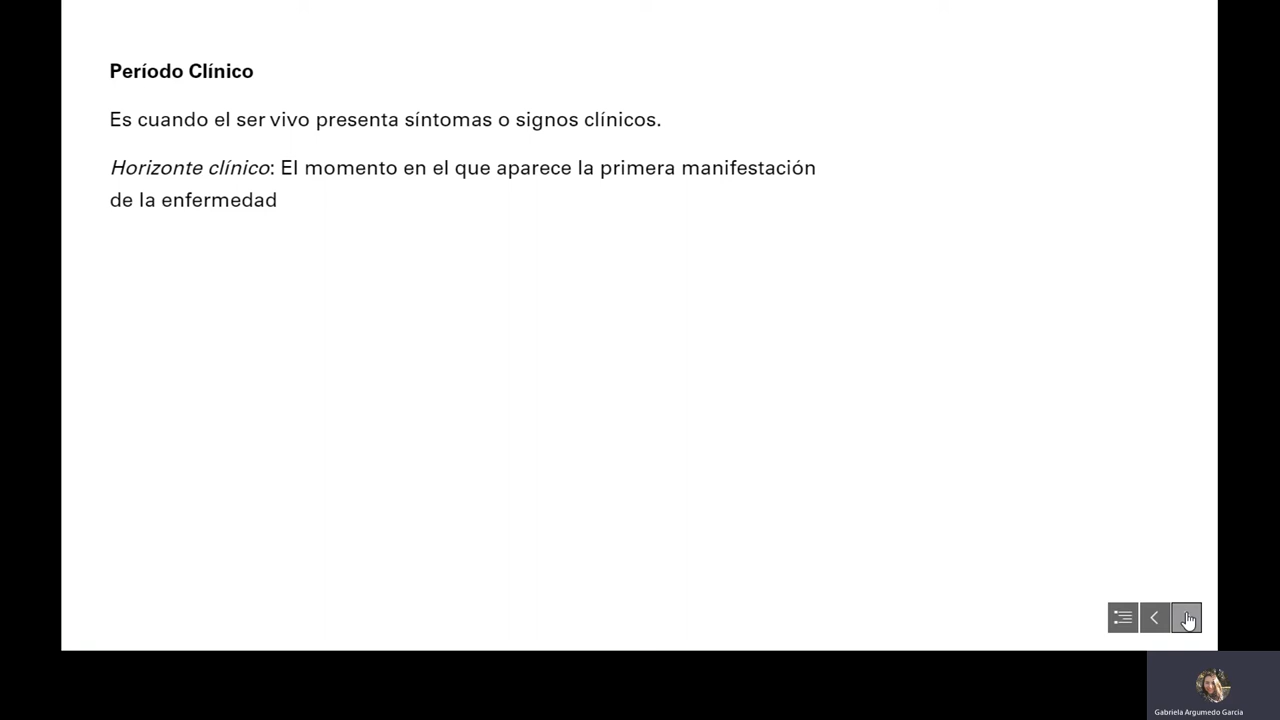 Período Clínico
Es cuando el ser vivo presenta síntomas o signos clínicos.
Horizonte clínico: El momento en el que aparece la primera manifestación
de la enfermedad
Gabriela Argumedo Garcia